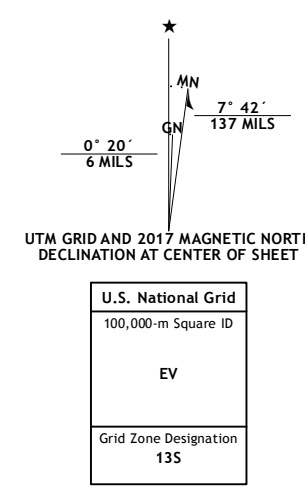 ★
MN
7° 42´
137 MILS
GN
0° 20´
6 MILS
UTM GRID AND 2017 MAGNETIC NORTH
DECLINATION AT CENTER OF SHEET
U.S. National Grid
100,000-m Square ID
EV
Grid Zone Designation
13S